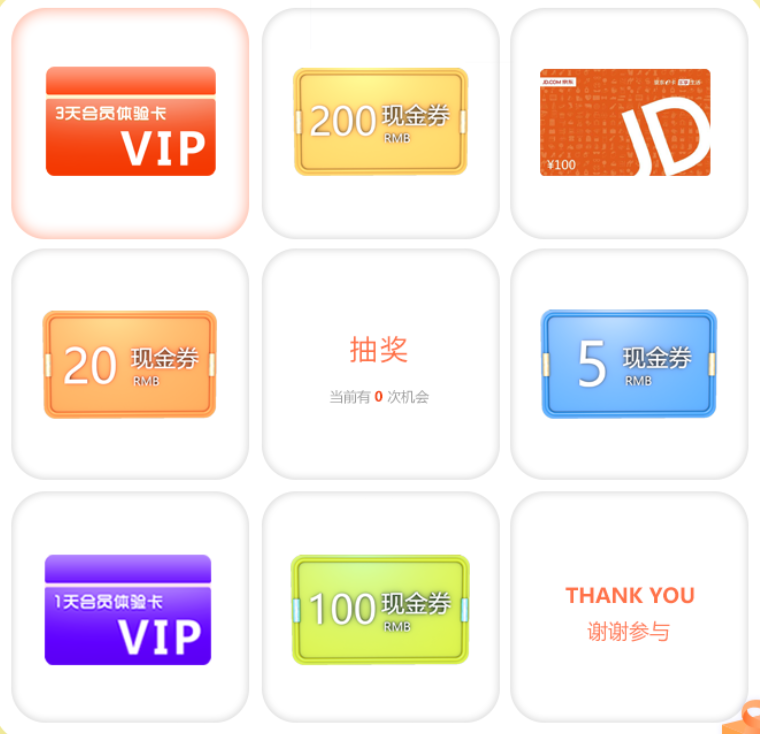 3天会员体验卡
VIP
200 现金券
RMB
JD.COM 京东
JD
¥100
20 现金券
RMB
抽奖
当前有 0 次机会
5 现金券
RMB
1天会员体验卡
VIP
100 现金券
RMB
THANK YOU
谢谢参与